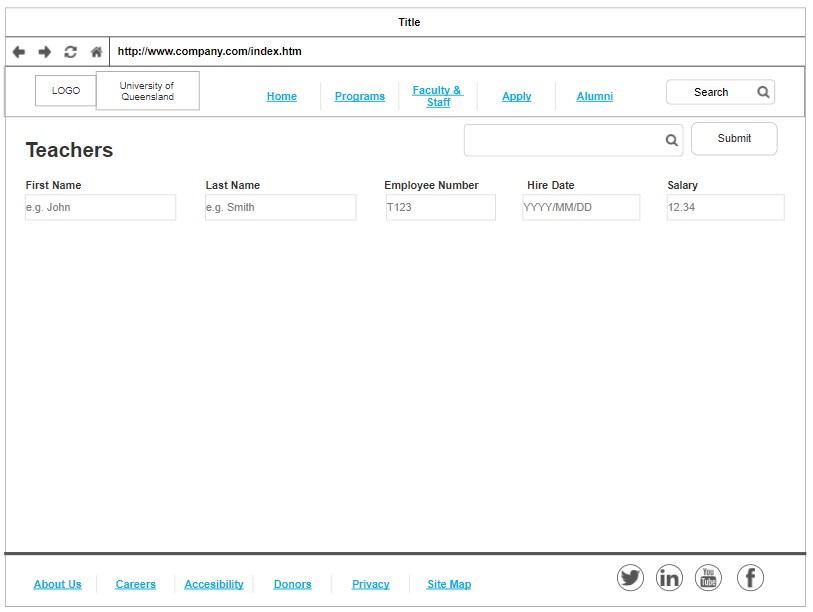 Title
http://www.company.com/index.htm
LOGO
University of
Queensland
Home
Programs
Faculty &
Staff
Apply
Alumni
Search
Teachers
Submit
First Name
Last Name
Employee Number
Hire Date
Salary
e.g. John
e.g. Smith
T123
YYYY/MM/DD
12.34
About Us
Careers
Accesibility
Donors
Privacy
Site Map
in
You
Tube
f